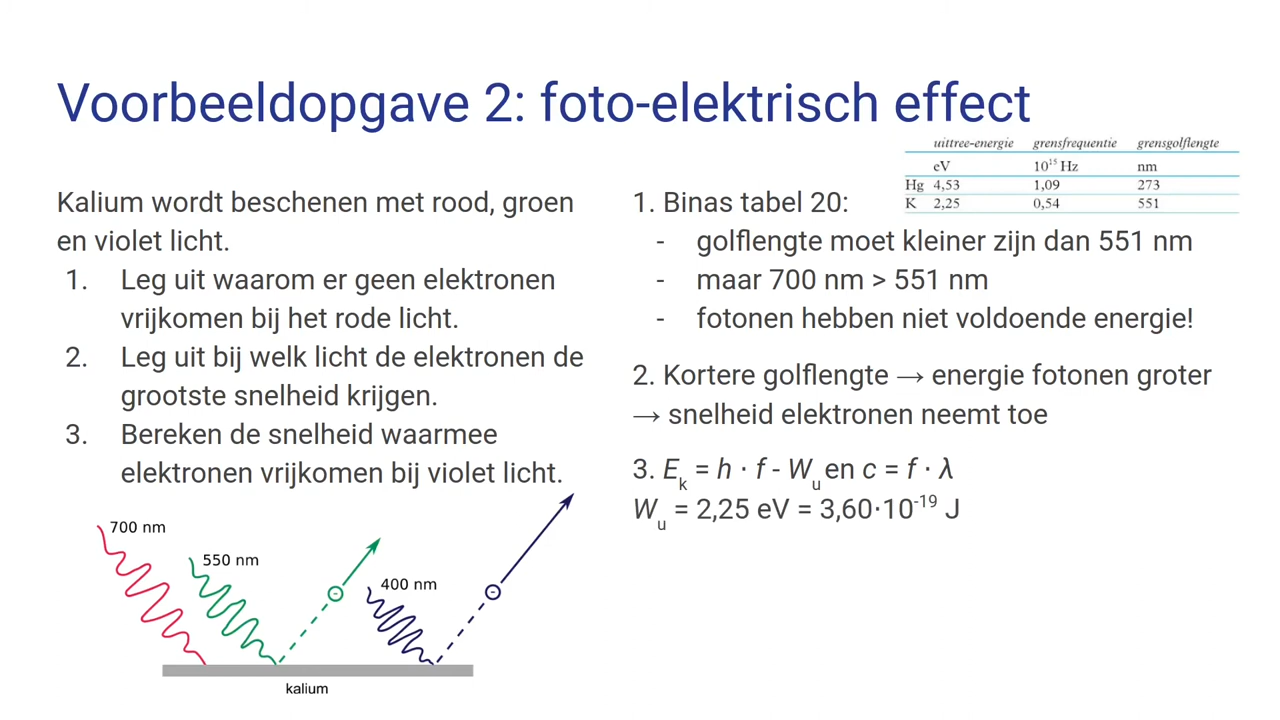 Voorbeeldopgave 2: foto-elektrisch effect
uittree-energie grensfrequentie grensgolflengte
eV 10¹⁵ Hz nm
Hg 4,53 1,09 273
K 2,25 0,54 551
Kalium wordt beschenen met rood, groen
en violet licht.
1. Leg uit waarom er geen elektronen
vrijkomen bij het rode licht.
2. Leg uit bij welk licht de elektronen de
grootste snelheid krijgen.
3. Bereken de snelheid waarmee
elektronen vrijkomen bij violet licht.
700 nm
550 nm
400 nm
-
-
kalium
1. Binas tabel 20:
- golflengte moet kleiner zijn dan 551 nm
- maar 700 nm > 551 nm
- fotonen hebben niet voldoende energie!
2. Kortere golflengte → energie fotonen groter
→ snelheid elektronen neemt toe
3. Eₖ = h · f - Wᵤ en c = f · λ
Wᵤ = 2,25 eV = 3,60·10⁻¹⁹ J